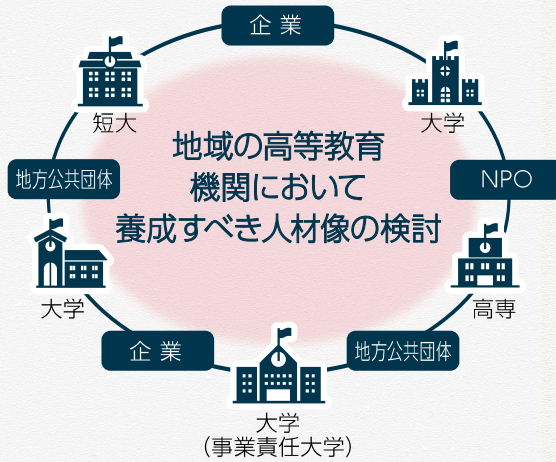 企業
短大
大学
地域の高等教育
機関において
養成すべき人材像の検討
地方公共団体
NPO
大学
高専
企業
地方公共団体
大学
（事業責任大学）